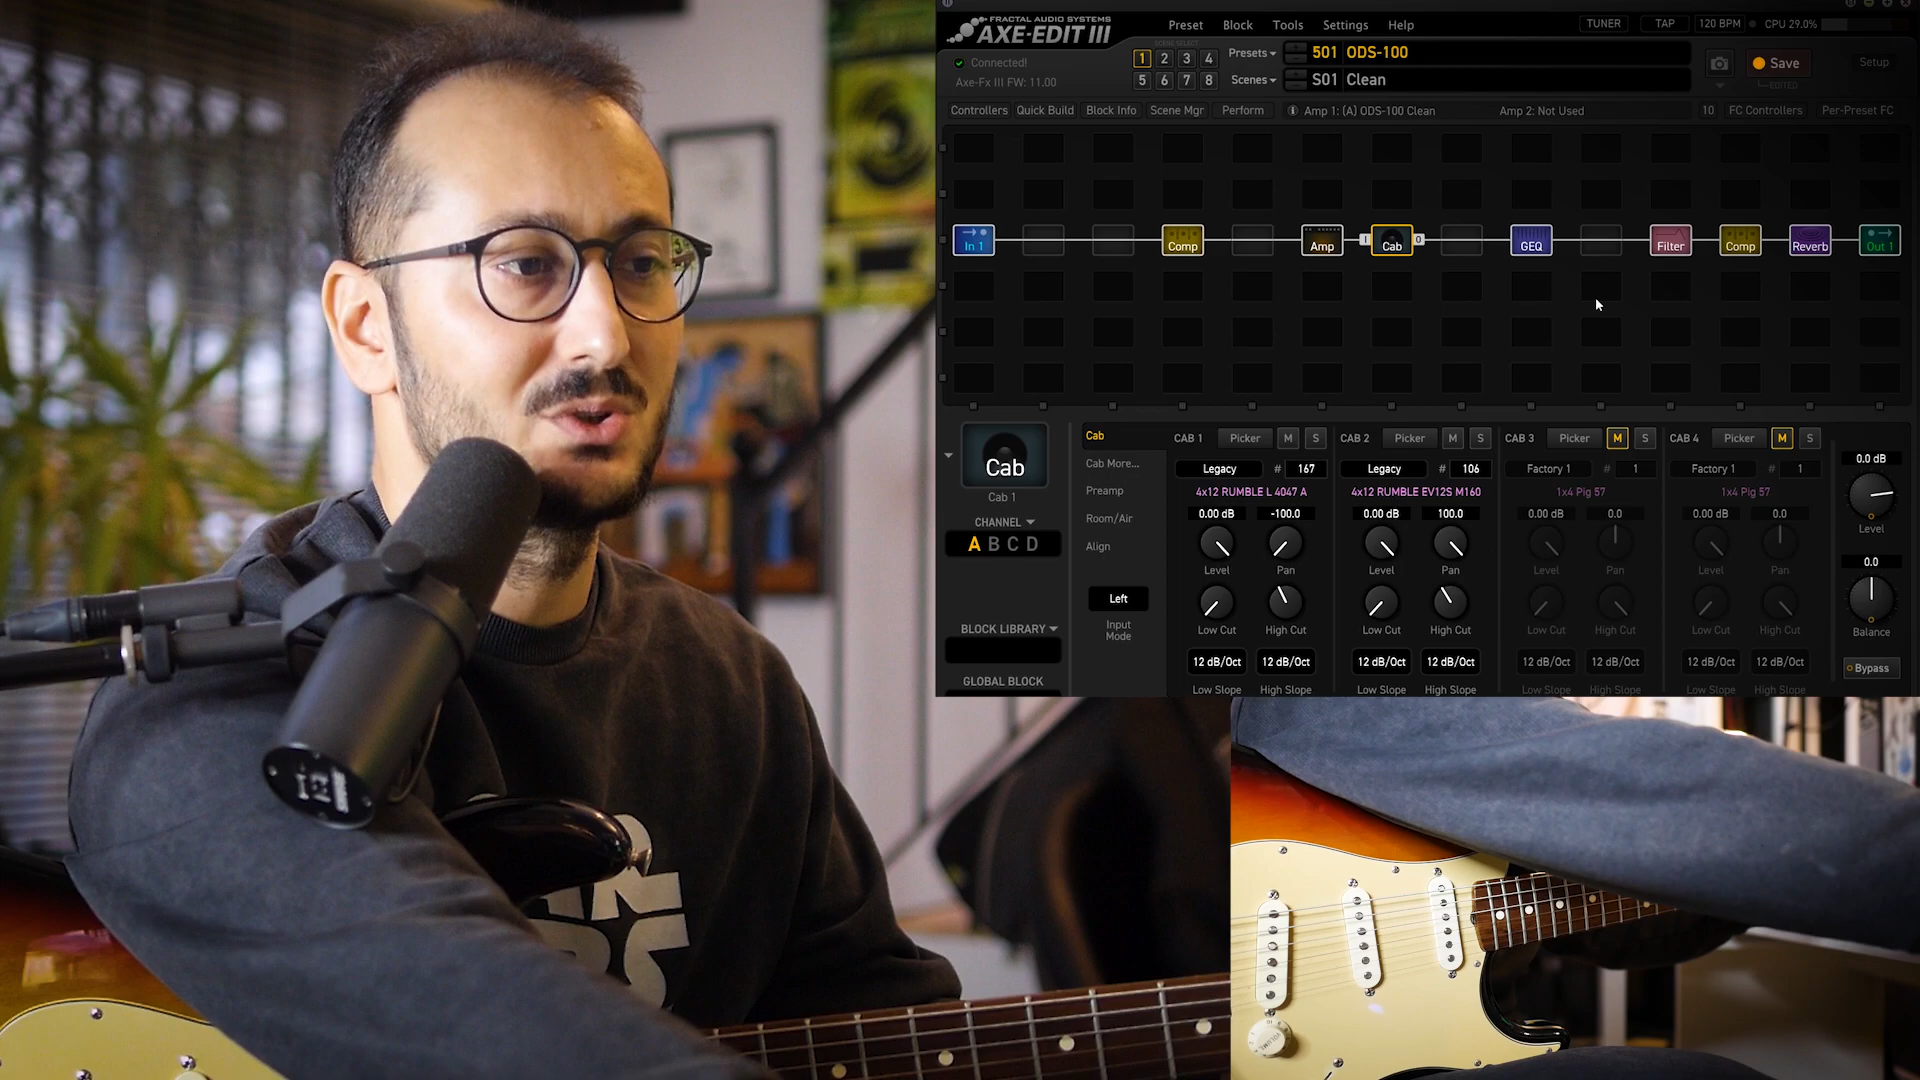 FRACTAL AUDIO SYSTEMS
AXE-EDIT III
Preset Block Tools Settings Help
TUNER TAP 120 BPM CPU 29.0%
Connected!
Axe-Fx III FW: 11.00
SCENE SELECT
1 2 3 4
5 6 7 8
Presets 501 ODS-100
Scenes S01 Clean
Save
EDITED
Setup
Controllers Quick Build Block Info Scene Mgr Perform Amp 1: (A) ODS-100 Clean Amp 2: Not Used 10 FC Controllers Per-Preset FC
In 1 Comp Amp I Cab O GEQ Filter Comp Reverb Out 1
Cab
Cab 1
CHANNEL
A B C D
BLOCK LIBRARY
GLOBAL BLOCK
Cab
Cab More...
Preamp
Room/Air
Align
Left
Input
Mode
CAB 1 Picker M S CAB 2 Picker M S CAB 3 Picker M S CAB 4 Picker M S
Legacy # 167 Legacy # 106 Factory 1 # 1 Factory 1 # 1
4x12 RUMBLE L 4047 A 4x12 RUMBLE EV12S M160 1x4 Pig 57 1x4 Pig 57
0.00 dB -100.0 0.00 dB 100.0 0.00 dB 0.0 0.00 dB 0.0
Level Pan Level Pan Level Pan Level Pan
Low Cut High Cut Low Cut High Cut Low Cut High Cut Low Cut High Cut
12 dB/Oct 12 dB/Oct 12 dB/Oct 12 dB/Oct 12 dB/Oct 12 dB/Oct 12 dB/Oct 12 dB/Oct
Low Slope High Slope Low Slope High Slope Low Slope High Slope Low Slope High Slope
0.0 dB
Level
0.0
Balance
Bypass
VOLUME